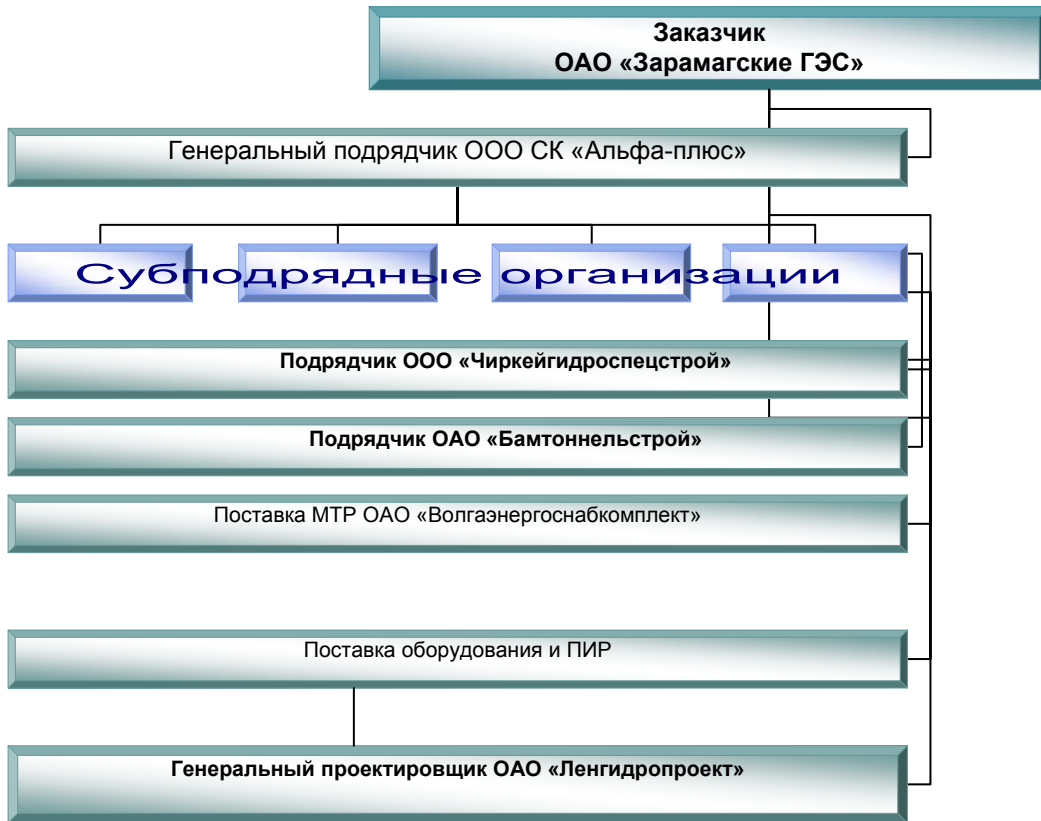 Заказчик
ОАО «Зарамагские ГЭС»
Генеральный подрядчик ООО СК «Альфа-плюс»
Субподрядные организации
Подрядчик ООО «Чиркейгидроспецстрой»
Подрядчик ОАО «Бамтоннельстрой»
Поставка МТР ОАО «Волгаэнергоснабкомплект»
Поставка оборудования и ПИР
Генеральный проектировщик ОАО «Ленгидропроект»